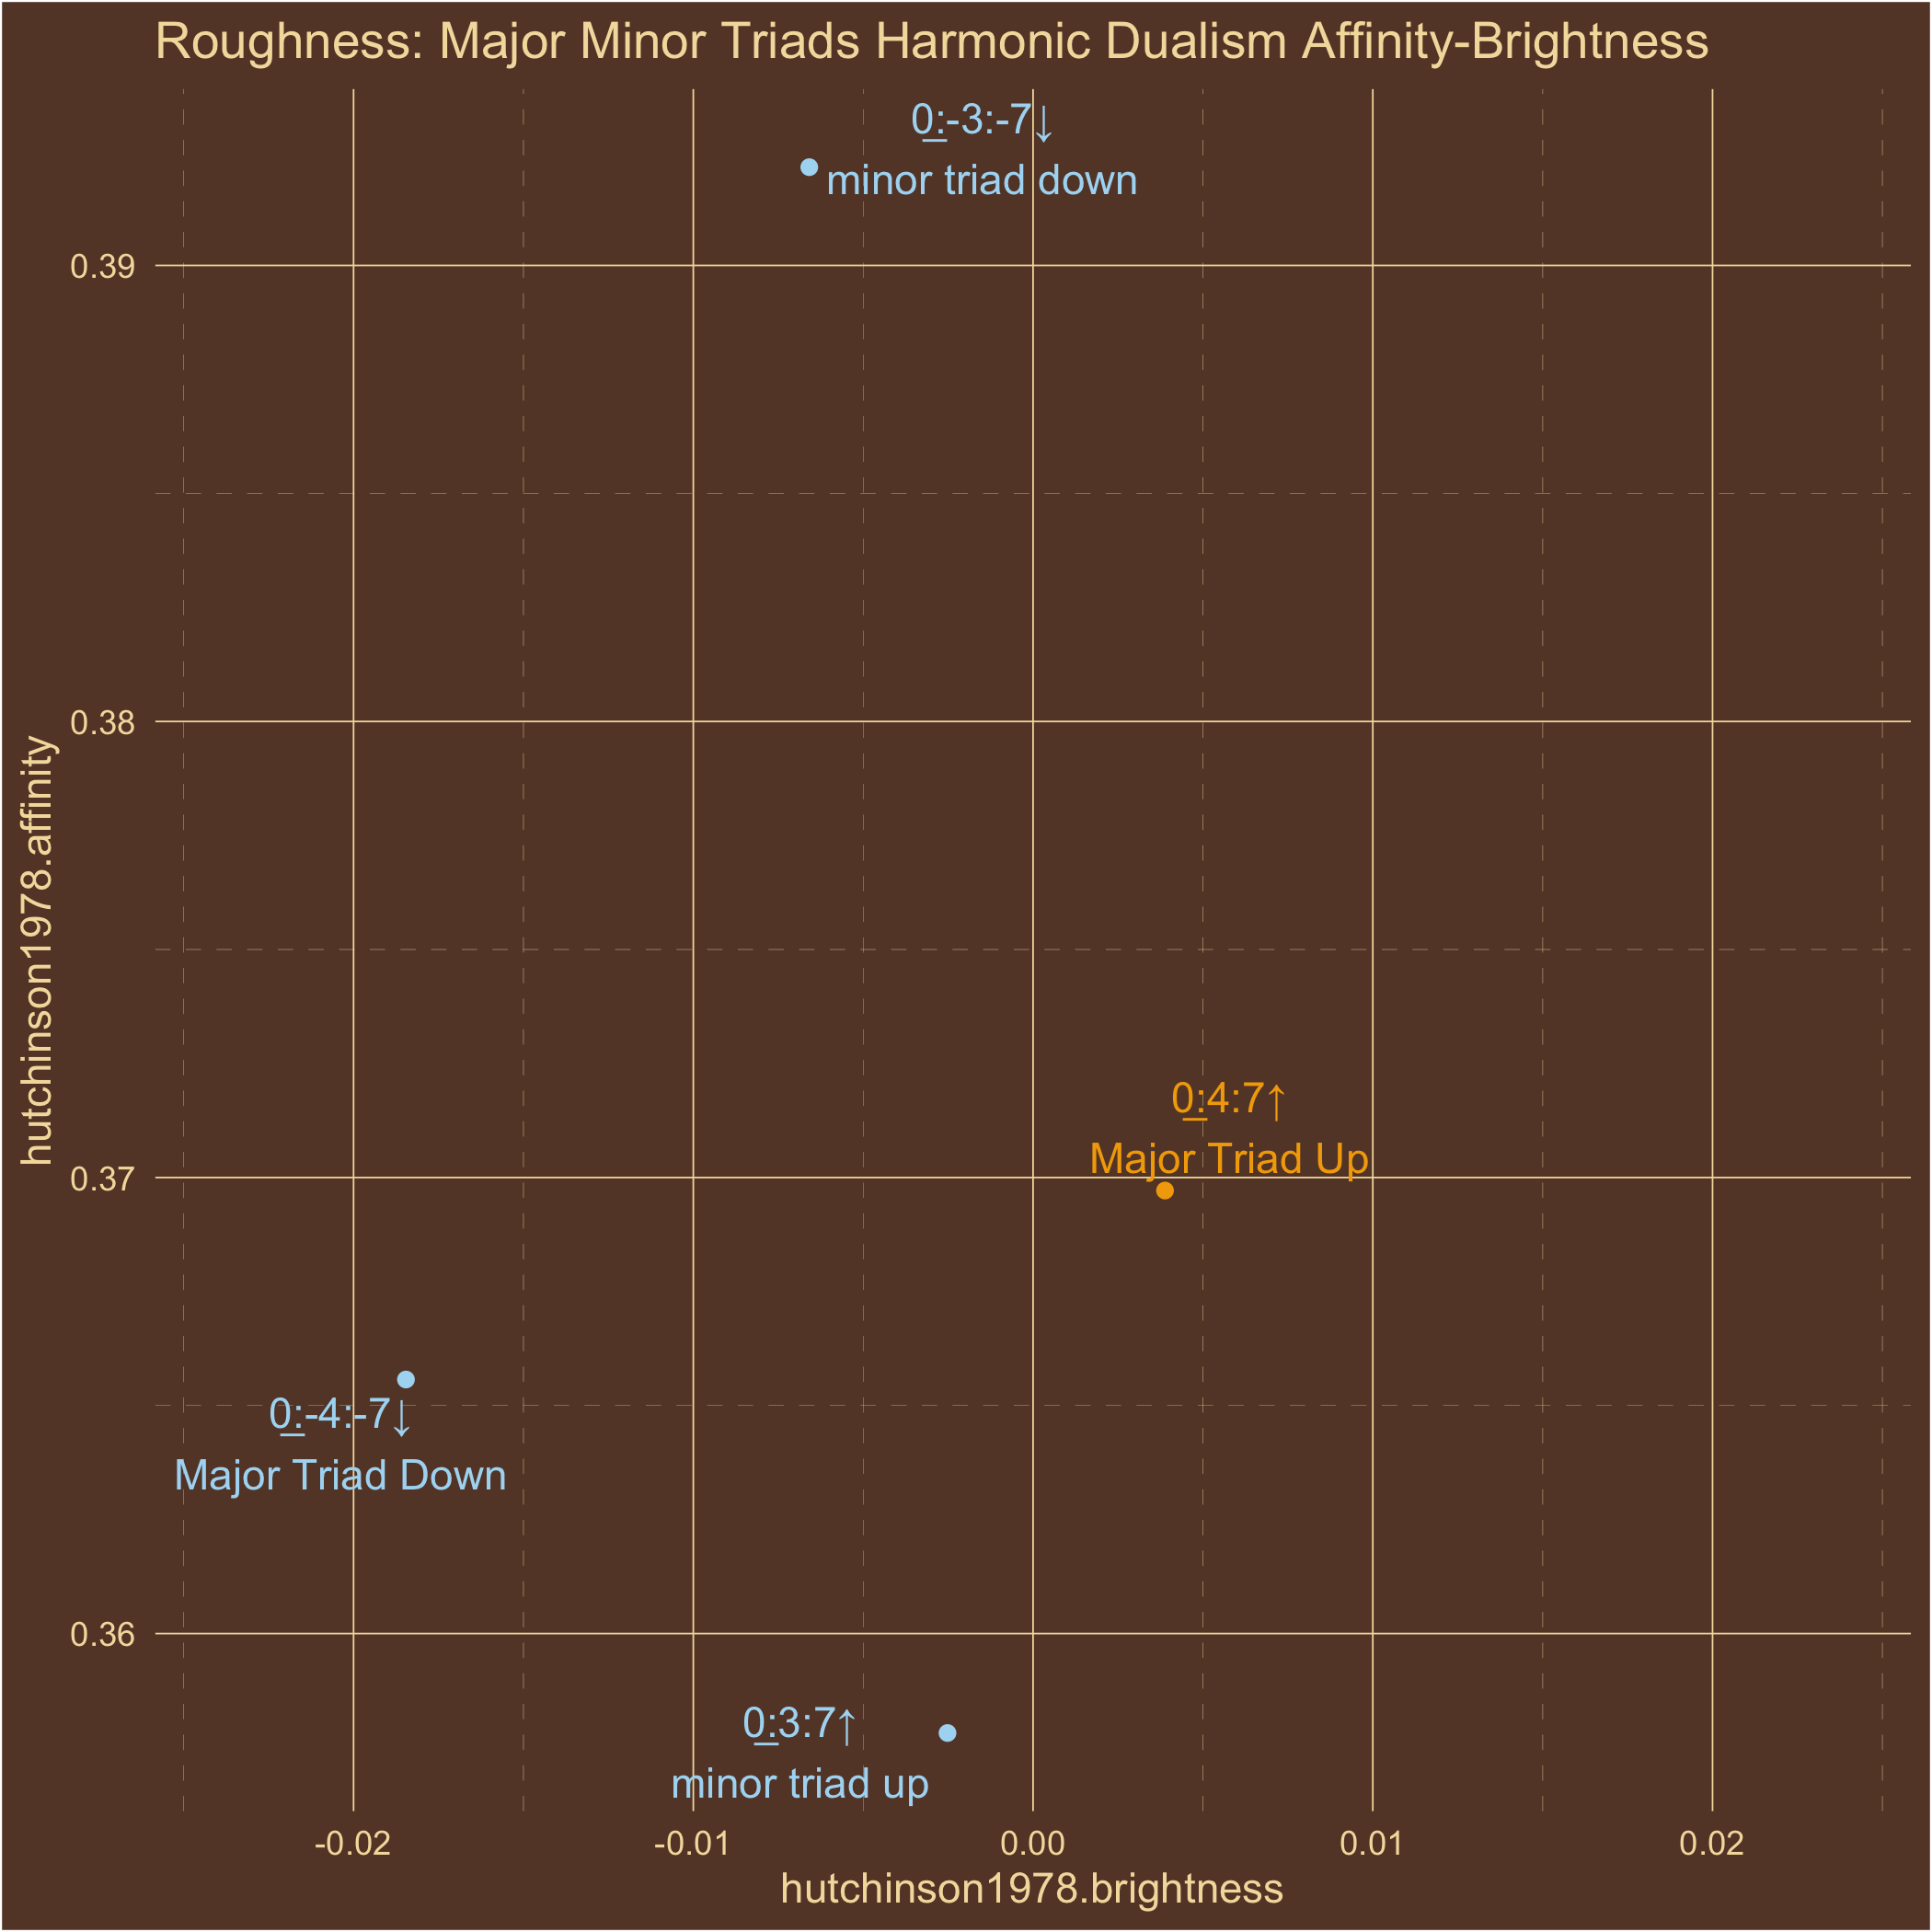 Roughness: Major Minor Triads Harmonic Dualism Affinity-Brightness
0:-3:-7↓
minor triad down
0.39
0.38
hutchinson1978.affinity
0:4:7↑
Major Triad Up
0.37
0:-4:-7↓
Major Triad Down
0.36
0:3:7↑
minor triad up
-0.02
-0.01
0.00
0.01
0.02
hutchinson1978.brightness